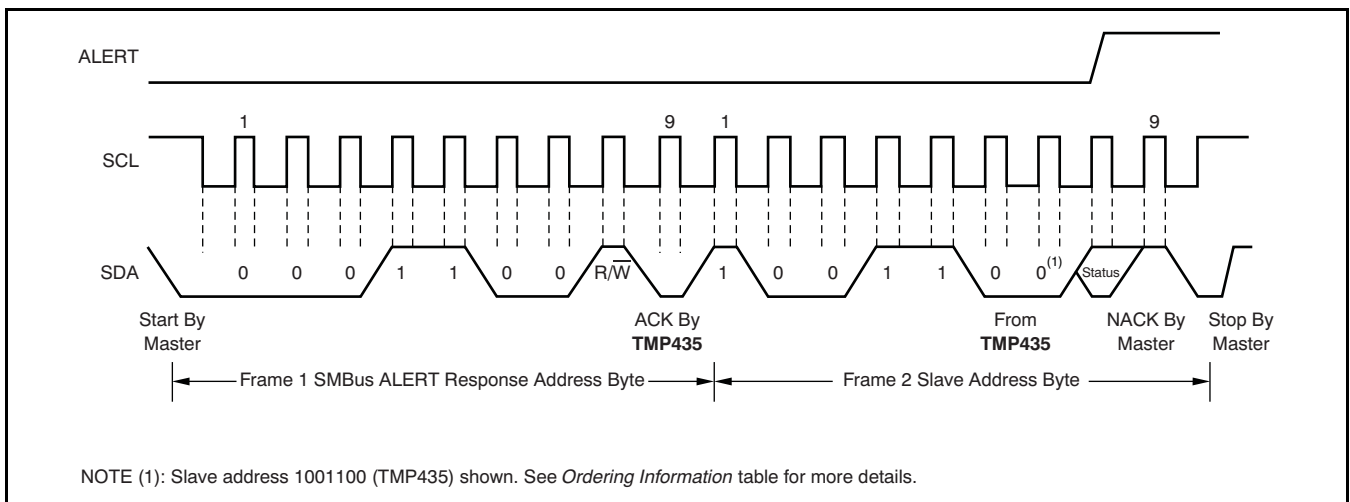 ALERT
1 9 1 9
SCL
SDA 0 0 0 1 1 0 0 R/W̅ 1 0 0 1 1 0 0(1) Status
Start By ACK By From NACK By Stop By
Master TMP435 TMP435 Master Master
Frame 1 SMBus ALERT Response Address Byte Frame 2 Slave Address Byte
NOTE (1): Slave address 1001100 (TMP435) shown. See Ordering Information table for more details.